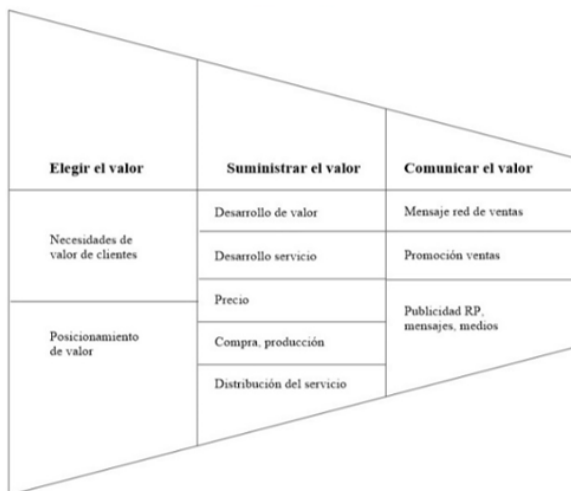 Elegir el valor
Suministrar el valor
Comunicar el valor
Necesidades de
valor de clientes
Posicionamiento
de valor
Desarrollo de valor
Desarrollo servicio
Precio
Compra, producción
Distribución del servicio
Mensaje red de ventas
Promoción ventas
Publicidad RP,
mensajes, medios